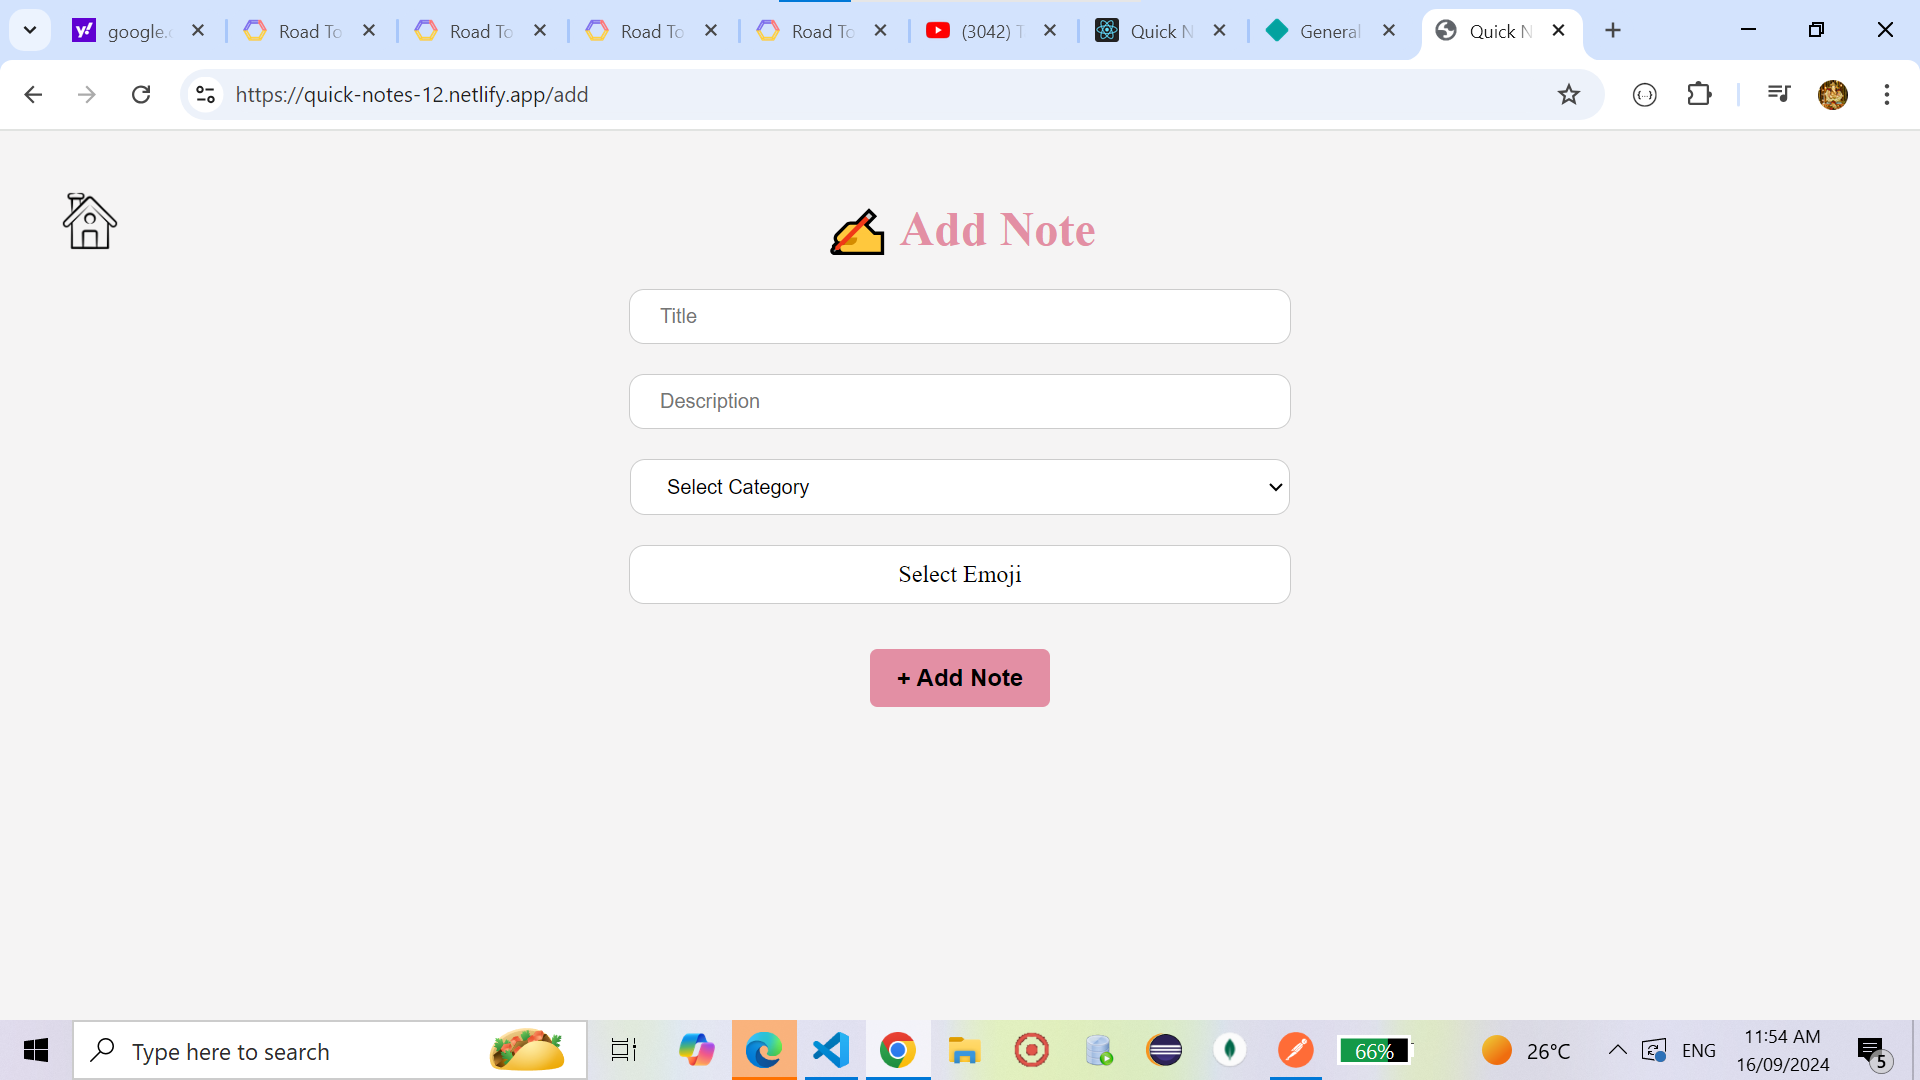 google.c
Road To
Road To
Road To
Road To
(3042) T
Quick N
General
Quick N
https://quick-notes-12.netlify.app/add
Add Note
Title
Description
Select Category
Select Emoji
+ Add Note
Type here to search
66%
26°C
ENG
11:54 AM
16/09/2024
5